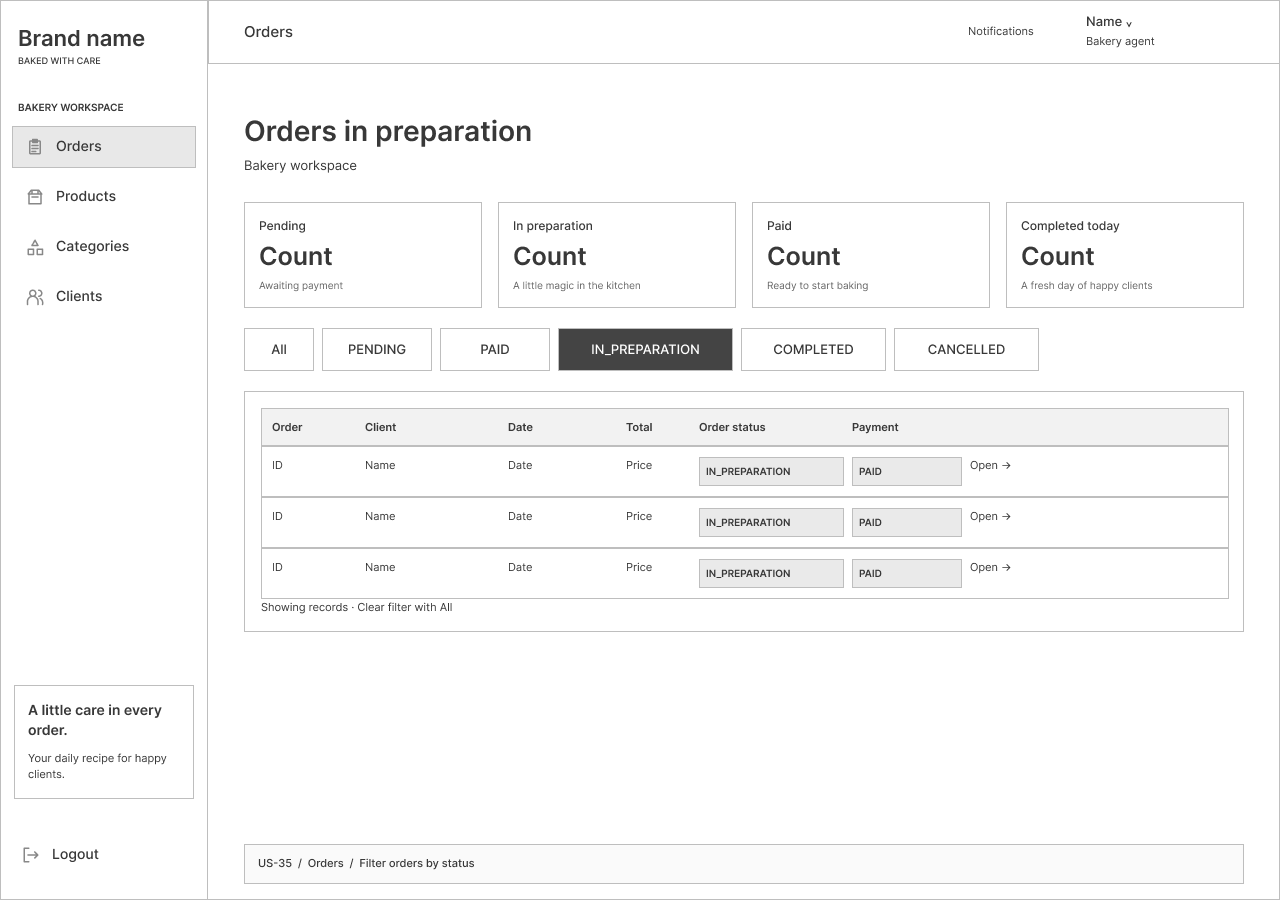 Brand name
BAKED WITH CARE
BAKERY WORKSPACE
Orders
Products
Categories
Clients
A little care in every
order.
Your daily recipe for happy
clients.
Logout
Orders
Notifications
Name v
Bakery agent
Orders in preparation
Bakery workspace
Pending
Count
Awaiting payment
In preparation
Count
A little magic in the kitchen
Paid
Count
Ready to start baking
Completed today
Count
A fresh day of happy clients
All PENDING PAID IN_PREPARATION COMPLETED CANCELLED
Order Client Date Total Order status Payment
ID Name Date Price IN_PREPARATION PAID Open →
ID Name Date Price IN_PREPARATION PAID Open →
ID Name Date Price IN_PREPARATION PAID Open →
Showing records · Clear filter with All
US-35 / Orders / Filter orders by status